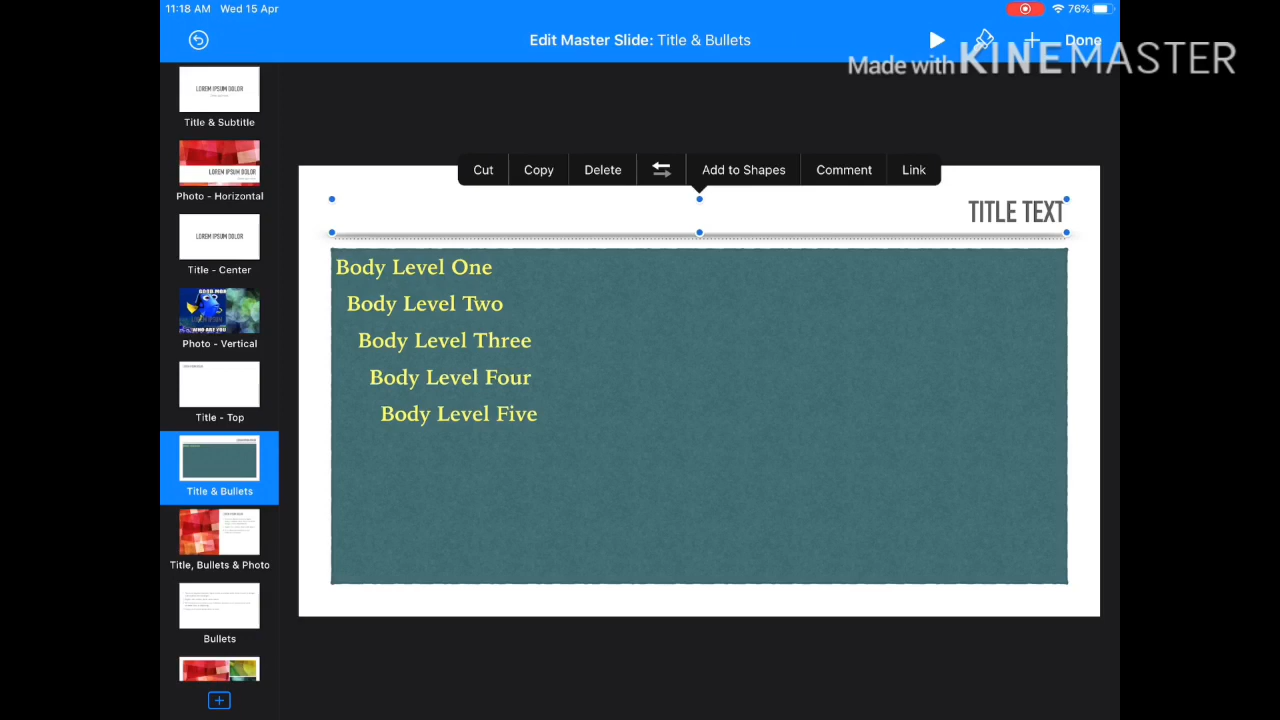 11:18 AM Wed 15 Apr
76%
Edit Master Slide: Title & Bullets
Done
Made with KINEMASTER
LOREM IPSUM DOLOR
Title & Subtitle
LOREM IPSUM DOLOR
Photo - Horizontal
LOREM IPSUM DOLOR
Title - Center
Photo - Vertical
Title - Top
Title & Bullets
Title, Bullets & Photo
Bullets
Cut
Copy
Delete
Add to Shapes
Comment
Link
TITLE TEXT
Body Level One
Body Level Two
Body Level Three
Body Level Four
Body Level Five